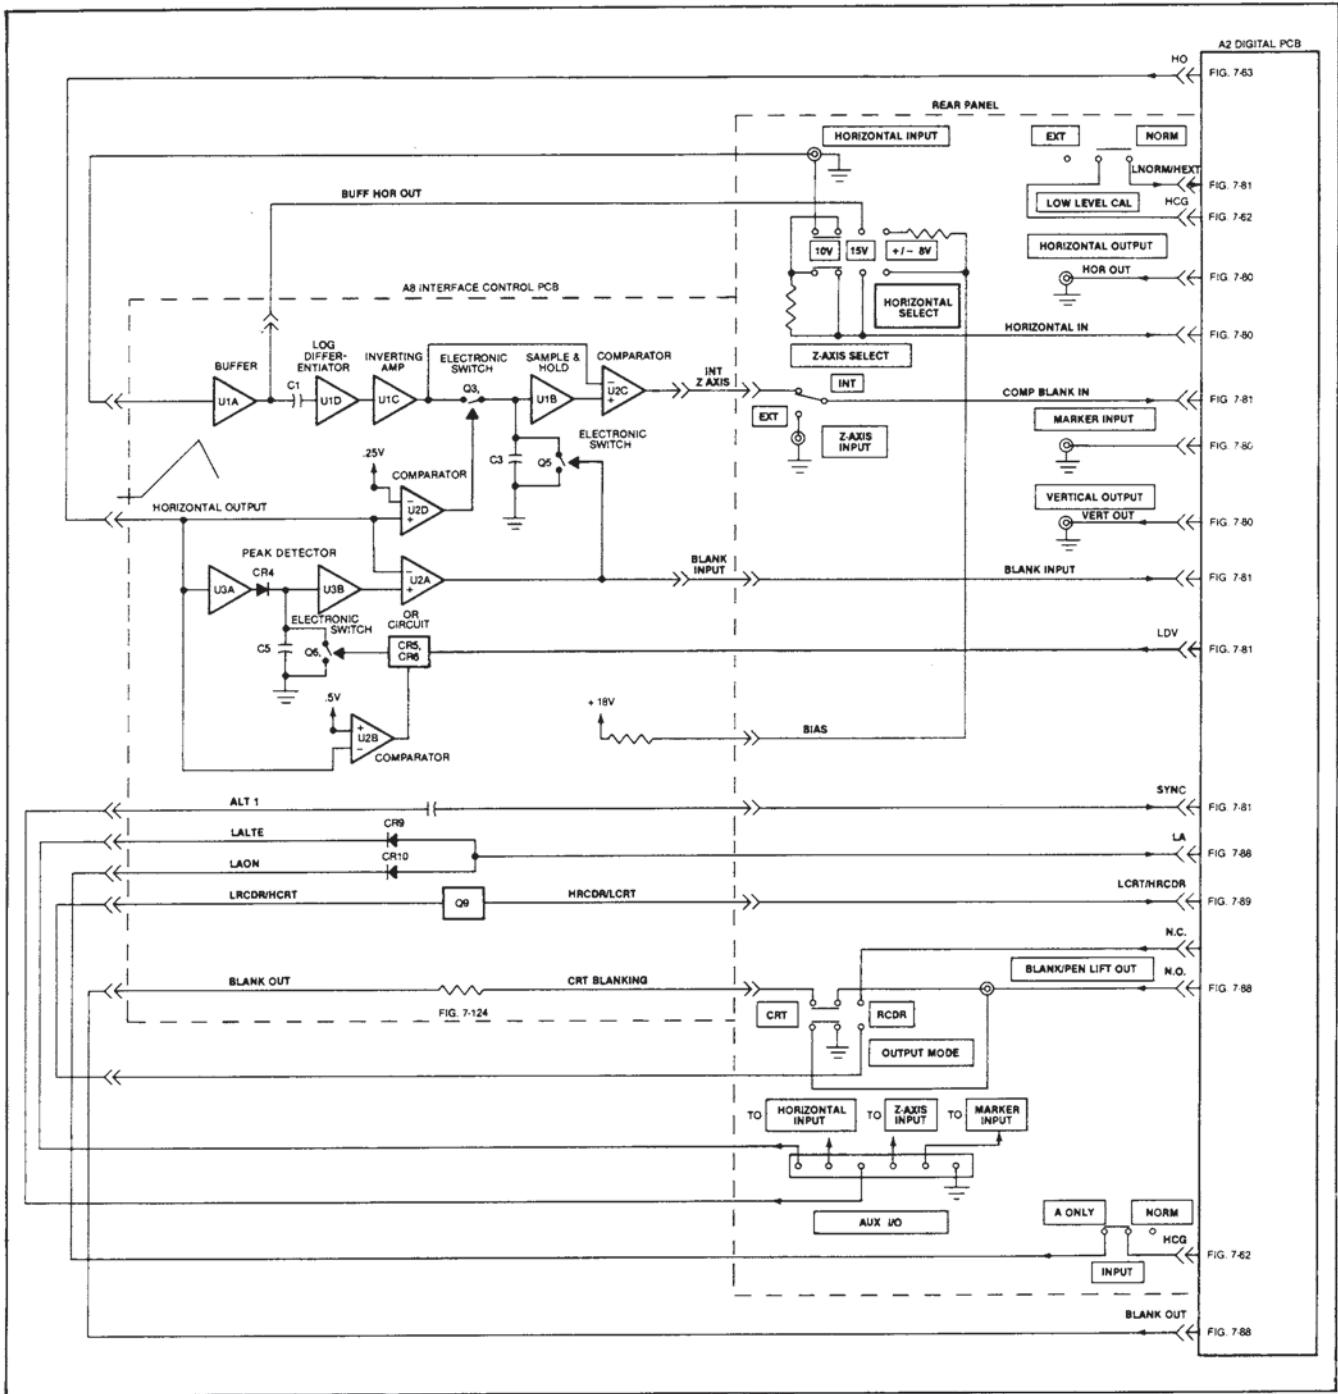 A2 DIGITAL PCB
HO
FIG. 7-63
REAR PANEL
HORIZONTAL INPUT
EXT
NORM
LNORM/HEXT
FIG. 7-81
BUFF HOR OUT
LOW LEVEL CAL
HCG
FIG. 7-62
10V
15V
+/- 8V
HORIZONTAL OUTPUT
HOR OUT
FIG. 7-80
A8 INTERFACE CONTROL PCB
HORIZONTAL SELECT
HORIZONTAL IN
FIG. 7-80
BUFFER
LOG DIFFER-
ENTIATOR
INVERTING AMP
ELECTRONIC SWITCH
SAMPLE & HOLD
COMPARATOR
Z-AXIS SELECT
C1
Q3,
U1A
U1D
U1C
U1B
U2C
-
+
INT
Z AXIS
INT
COMP BLANK IN
FIG. 7-81
EXT
Z-AXIS INPUT
MARKER INPUT
FIG. 7-80
ELECTRONIC SWITCH
C3
Q5
.25V
COMPARATOR
-
U2D
+
VERTICAL OUTPUT
VERT OUT
FIG. 7-80
HORIZONTAL OUTPUT
PEAK DETECTOR
CR4
U3A
U3B
-
U2A
+
BLANK INPUT
BLANK INPUT
FIG. 7-81
ELECTRONIC SWITCH
OR CIRCUIT
C5
Q6,
CR5,
CR6
LDV
FIG. 7-81
.5V
+
U2B
-
COMPARATOR
+ 18V
BIAS
ALT 1
SYNC
FIG. 7-81
LALTE
CR9
LA
FIG. 7-86
LAON
CR10
LRCDR/HCRT
Q9
HRCDR/LCRT
LCRT/HRCDR
FIG. 7-89
N.C.
BLANK/PEN LIFT OUT
N.O.
FIG. 7-88
BLANK OUT
CRT BLANKING
FIG. 7-124
CRT
RCDR
OUTPUT MODE
TO HORIZONTAL INPUT
TO Z-AXIS INPUT
TO MARKER INPUT
AUX I/O
A ONLY
NORM
HCG
FIG. 7-62
INPUT
BLANK OUT
FIG. 7-88